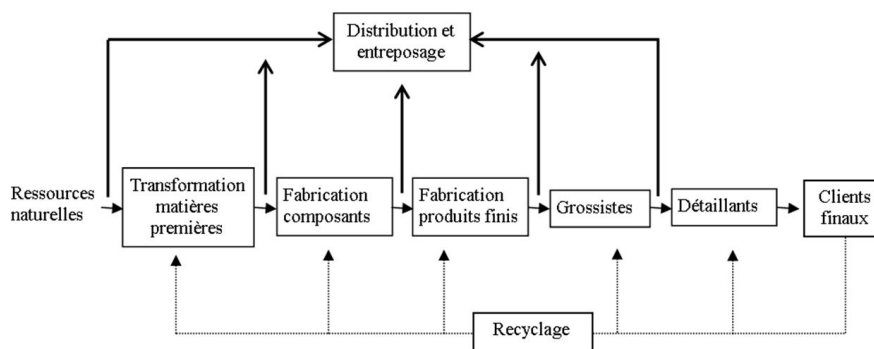 Distribution et
entreposage
Ressources
naturelles
Transformation
matières
premières
Fabrication
composants
Fabrication
produits finis
Grossistes
Détaillants
Clients
finaux
Recyclage